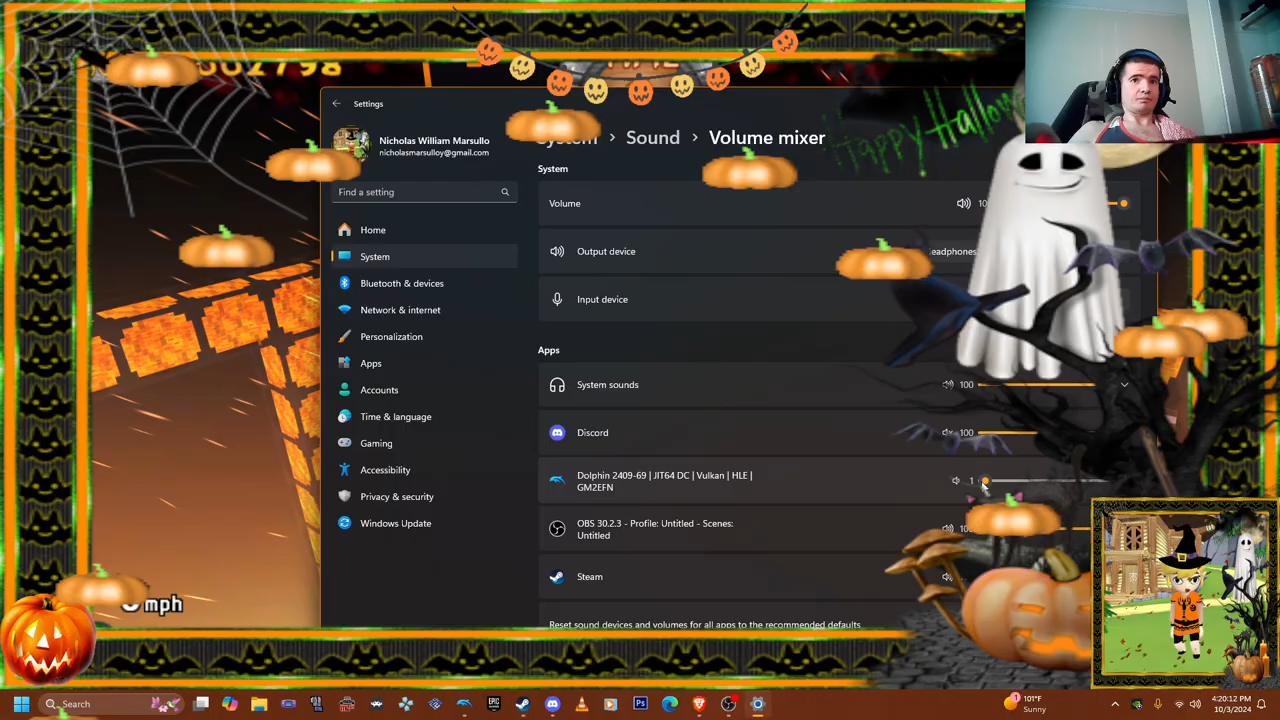 Settings
Nicholas William Marsullo
nicholasmarsulloy@gmail.com
Sound > Volume mixer
Happy
Find a setting
Home
System
Bluetooth & devices
Network & internet
Personalization
Apps
Accounts
Time & language
Gaming
Accessibility
Privacy & security
Windows Update
System
Volume
Output device
Input device
Apps
System sounds
100
Discord
100
Dolphin 2409-69 | JIT64 DC | Vulkan | HLE |
GM2EFN
1
OBS 30.2.3 - Profile: Untitled - Scenes:
Untitled
Steam
Reset sound devices and volumes for all apps to the recommended defaults
mph
Search
1
101°F
Sunny
4:20:12 PM
10/3/2024